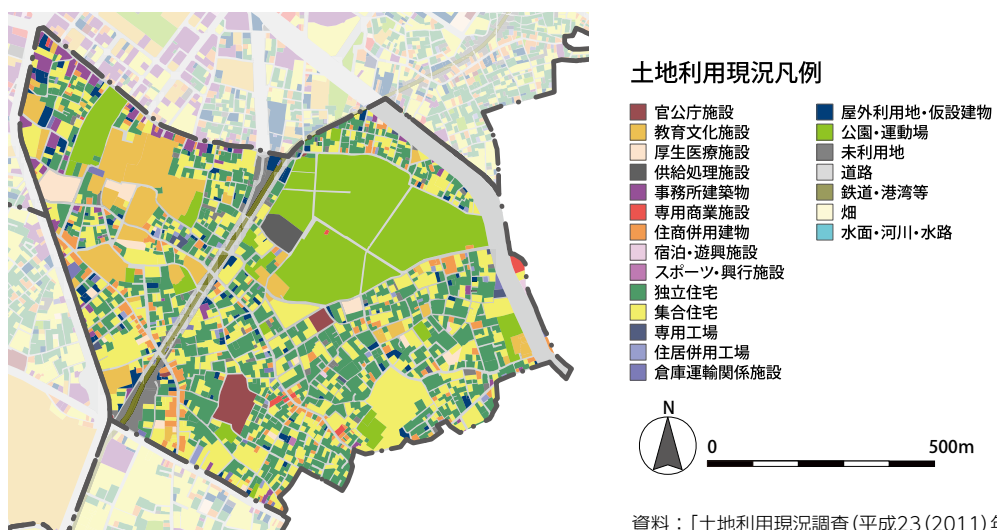 土地利用現況凡例
官公庁施設
教育文化施設
厚生医療施設
供給処理施設
事務所建築物
専用商業施設
住商併用建物
宿泊・遊興施設
スポーツ・興行施設
独立住宅
集合住宅
専用工場
住居併用工場
倉庫運輸関係施設
屋外利用地・仮設建物
公園・運動場
未利用地
道路
鉄道・港湾等
畑
水面・河川・水路
N
0 500m
資料：「土地利用現況調査(平成23(2011)年